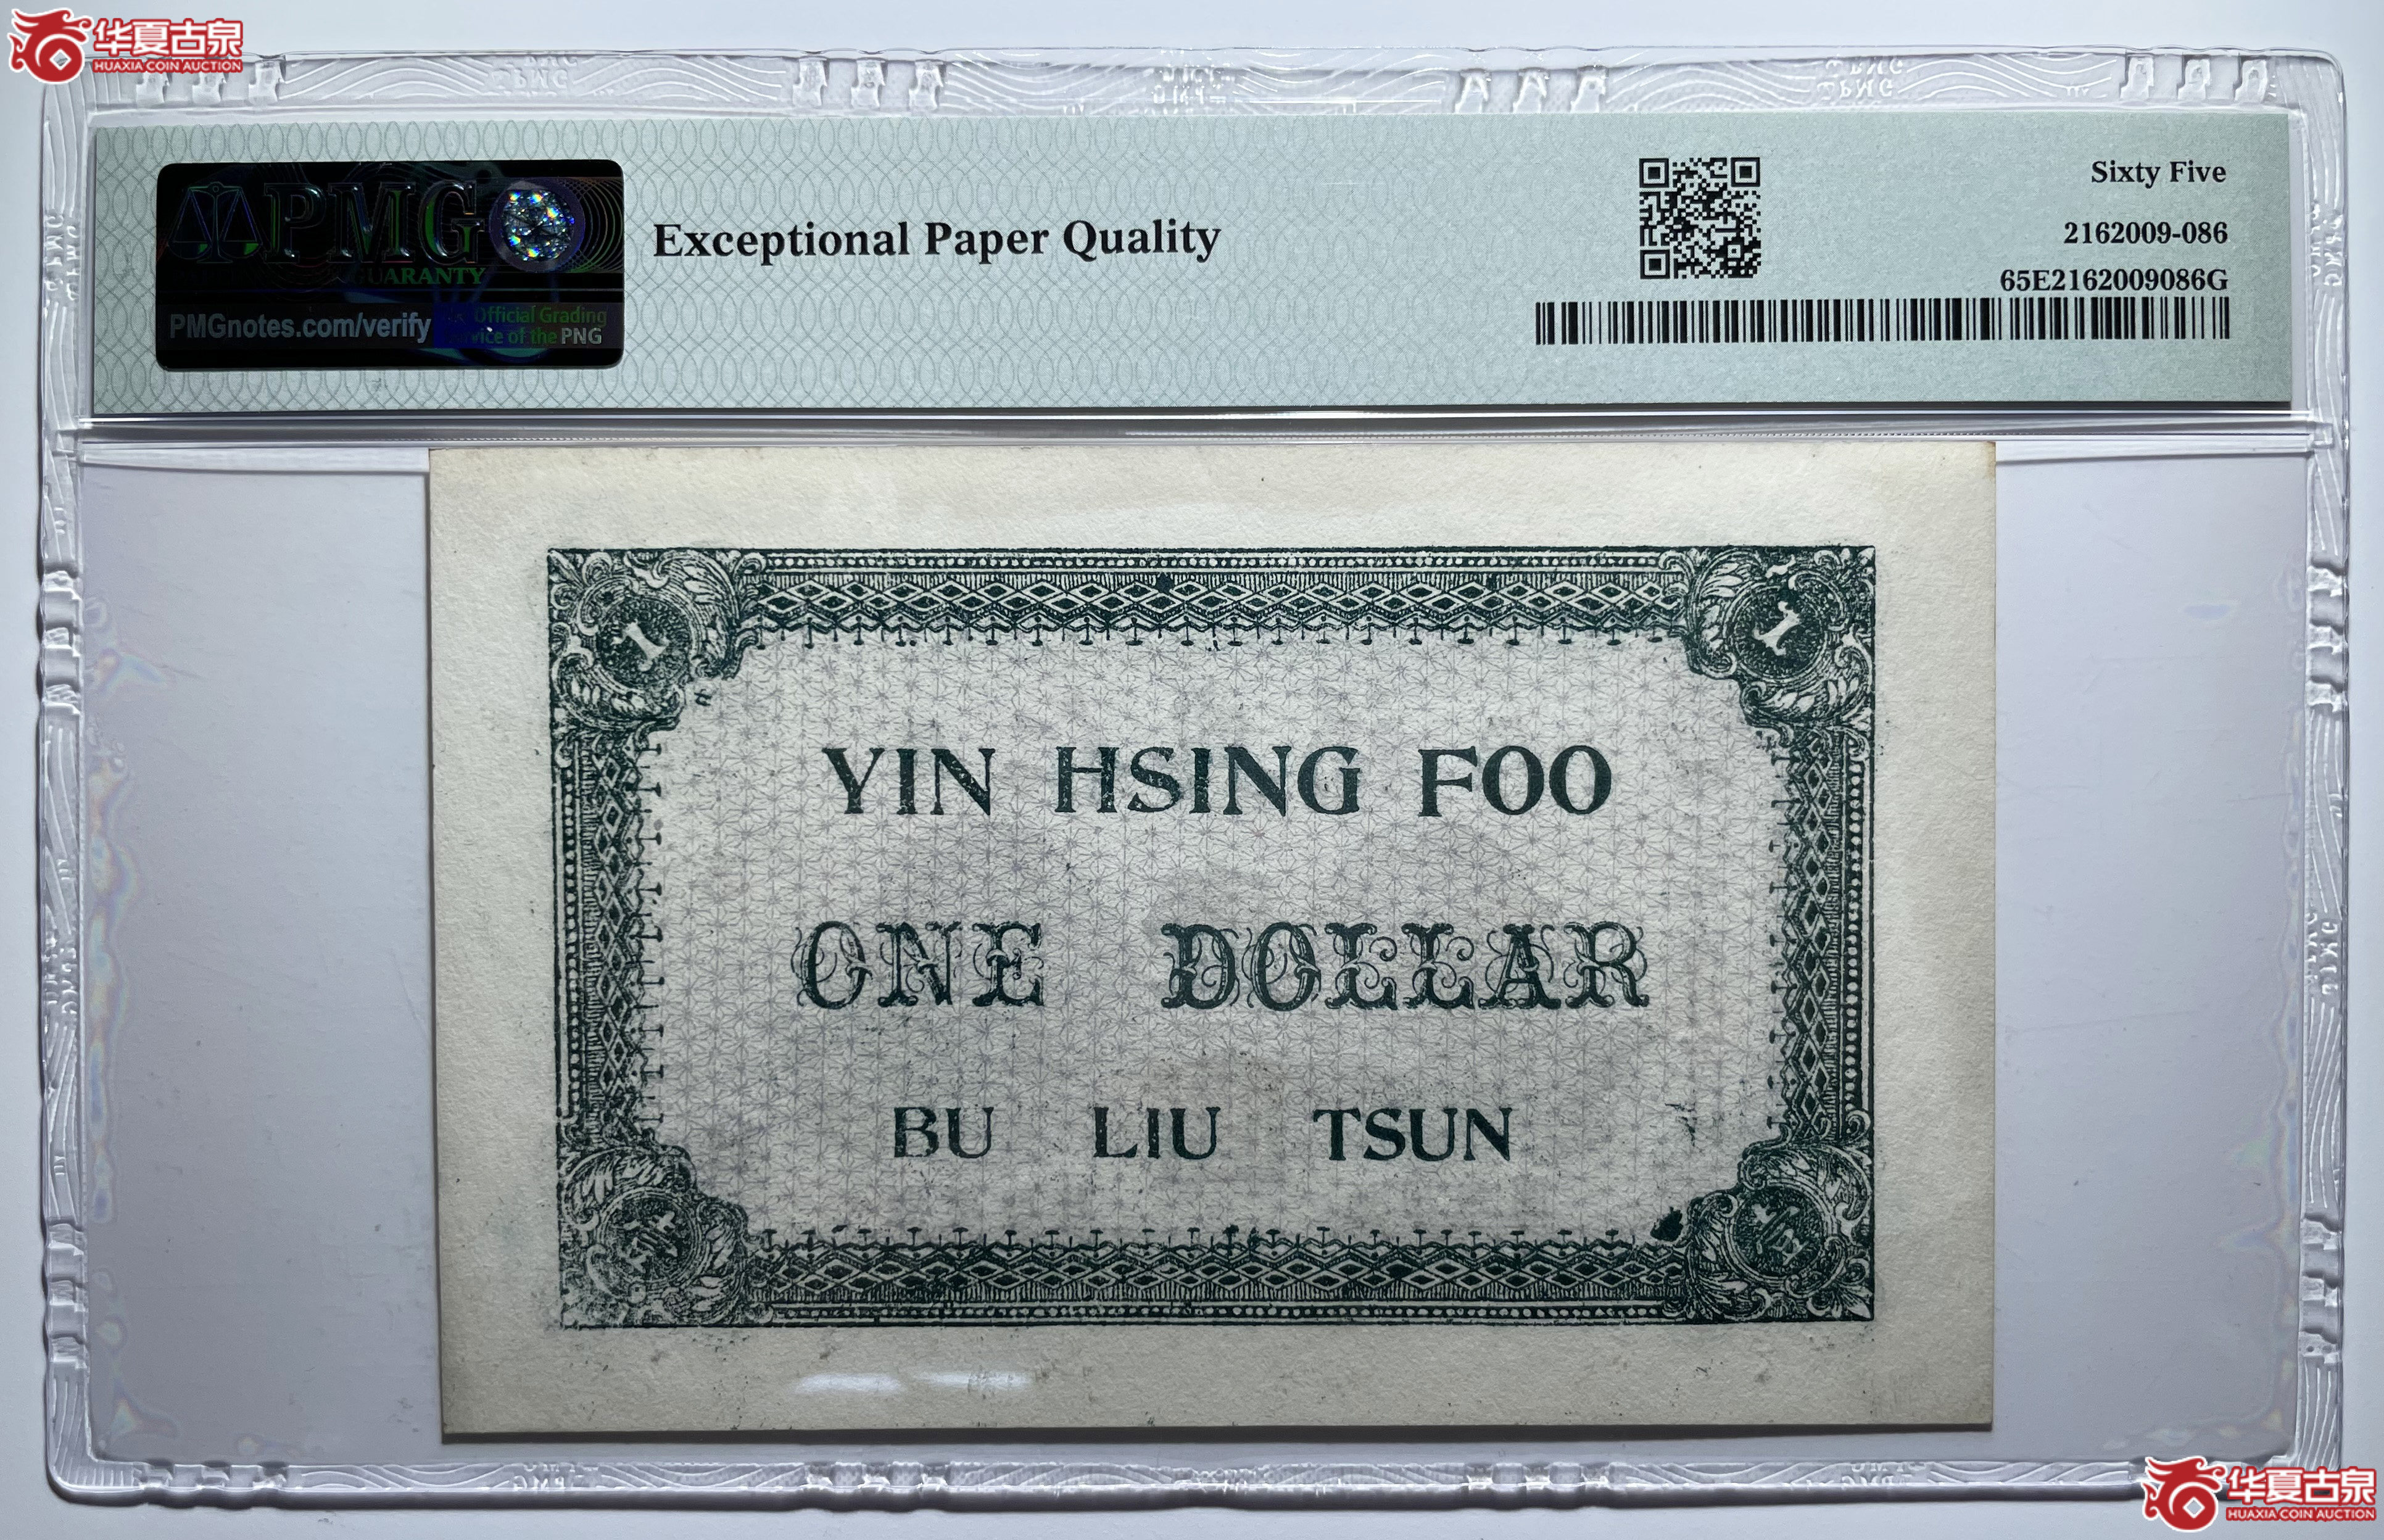 华夏古泉
HUAXIA COIN AUCTION
PMG
GUARANTY
PMGnotes.com/verify
Official Grading
Service of the PNG
Exceptional Paper Quality
Sixty Five
2162009-086
65E2162009086G
1
1
YIN HSING FOO
ONE DOLLAR
BU LIU TSUN
华夏古泉
HUAXIA COIN AUCTION